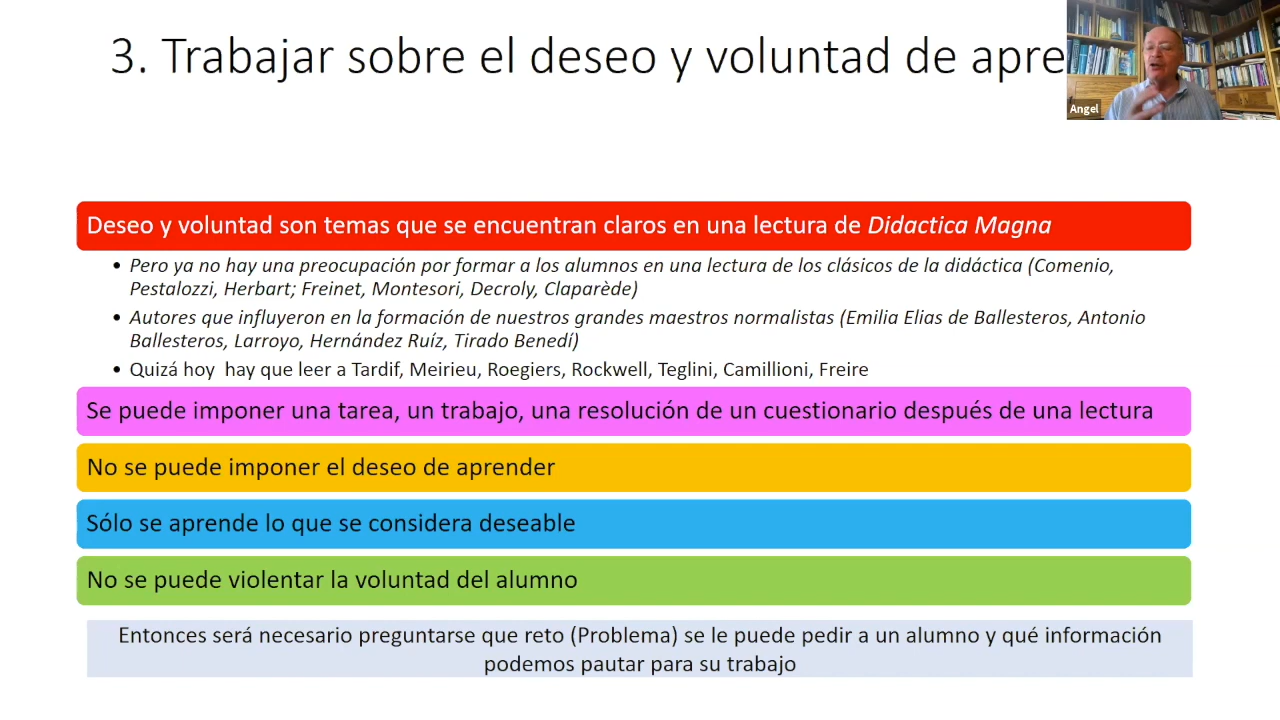 3. Trabajar sobre el deseo y voluntad de apre
Angel
Deseo y voluntad son temas que se encuentran claros en una lectura de Didactica Magna
• Pero ya no hay una preocupación por formar a los alumnos en una lectura de los clásicos de la didáctica (Comenio,
Pestalozzi, Herbart; Freinet, Montesori, Decroly, Claparède)
• Autores que influyeron en la formación de nuestros grandes maestros normalistas (Emilia Elias de Ballesteros, Antonio
Ballesteros, Larroyo, Hernández Ruíz, Tirado Benedí)
• Quizá hoy hay que leer a Tardif, Meirieu, Roegiers, Rockwell, Teglini, Camillioni, Freire
Se puede imponer una tarea, un trabajo, una resolución de un cuestionario después de una lectura
No se puede imponer el deseo de aprender
Sólo se aprende lo que se considera deseable
No se puede violentar la voluntad del alumno
Entonces será necesario preguntarse que reto (Problema) se le puede pedir a un alumno y qué información
podemos pautar para su trabajo